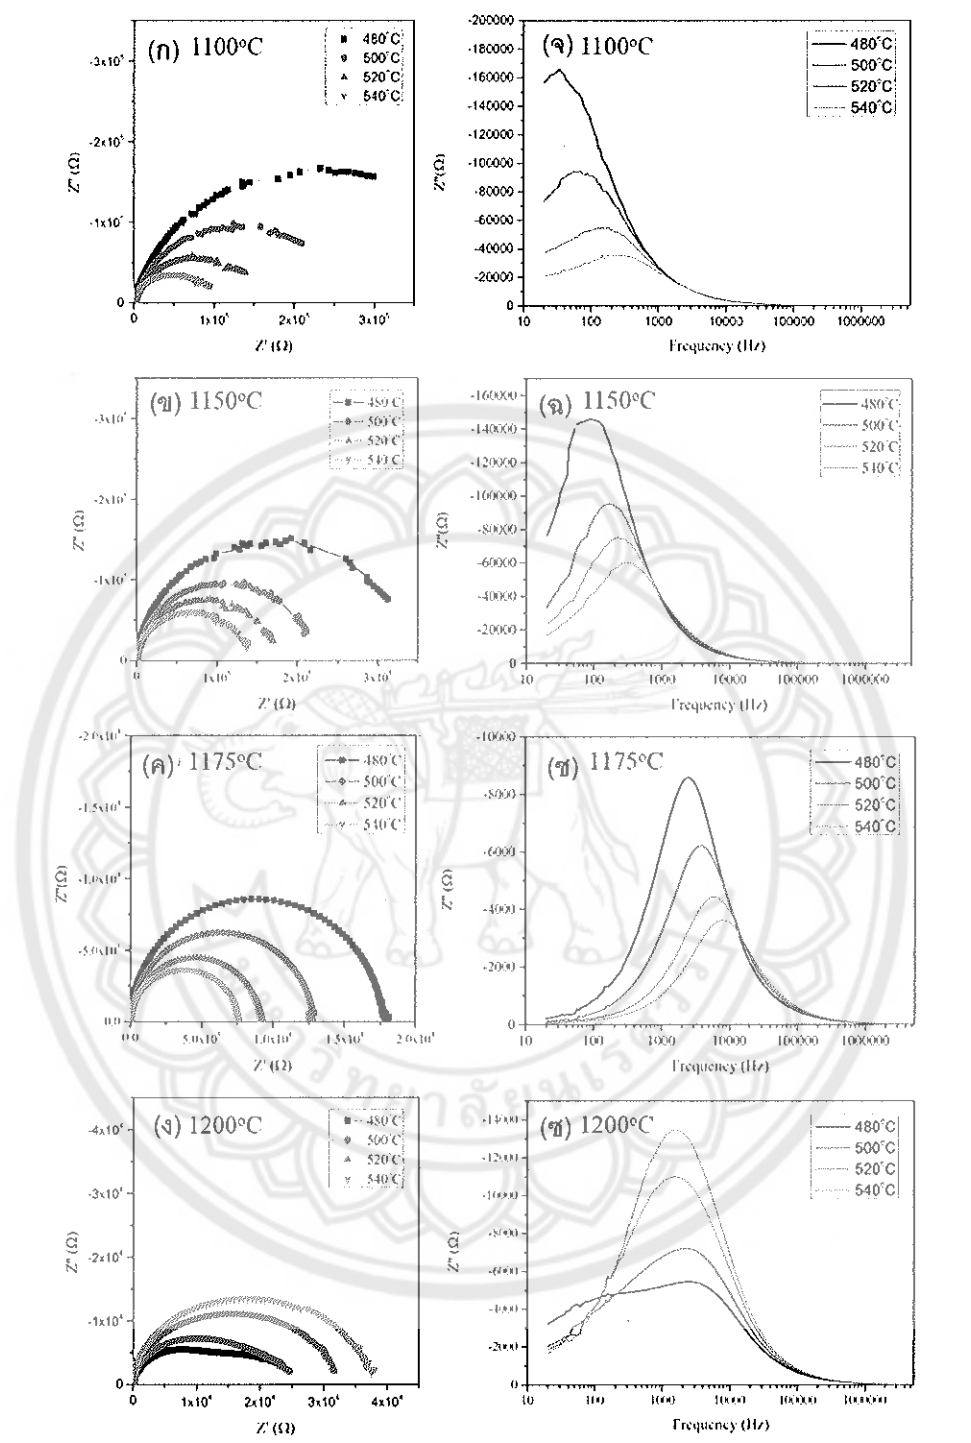 (ก) 1100°C
480°C
500°C
520°C
540°C
-3x10⁵
-2x10⁵
-1x10⁵
0
Z" (Ω)
0 1x10⁵ 2x10⁵ 3x10⁵
Z' (Ω)
(จ) 1100°C
480°C
500°C
520°C
540°C
-200000
-180000
-160000
-140000
-120000
-100000
-80000
-60000
-40000
-20000
0
Z"(Ω)
10 100 1000 10000 100000 1000000
Frequency (Hz)
(ข) 1150°C
480°C
500°C
520°C
540°C
-3x10⁵
-2x10⁵
-1x10⁵
0
Z" (Ω)
0 1x10⁵ 2x10⁵ 3x10⁵
Z' (Ω)
(ฉ) 1150°C
480°C
500°C
520°C
540°C
-160000
-140000
-120000
-100000
-80000
-60000
-40000
-20000
0
Z"(Ω)
10 100 1000 10000 100000 1000000
Frequency (Hz)
(ค) 1175°C
480°C
500°C
520°C
540°C
-2.0x10⁴
-1.5x10⁴
-1.0x10⁴
-5.0x10³
0.0
Z"(Ω)
5.0x10³ 1.0x10⁴ 1.5x10⁴ 2.0x10⁴
Z' (Ω)
(ช) 1175°C
480°C
500°C
520°C
540°C
-10000
-8000
-6000
-4000
-2000
0
Z" (Ω)
10 100 1000 10000 100000 1000000
Frequency (Hz)
(ง) 1200°C
480°C
500°C
520°C
540°C
-4x10⁴
-3x10⁴
-2x10⁴
-1x10⁴
0
Z" (Ω)
0 1x10⁴ 2x10⁴ 3x10⁴ 4x10⁴
Z' (Ω)
(ซ) 1200°C
480°C
500°C
520°C
540°C
-14000
-12000
-10000
-8000
-6000
-4000
-2000
0
Z" (Ω)
10 100 1000 10000 100000 1000000
Frequency (Hz)